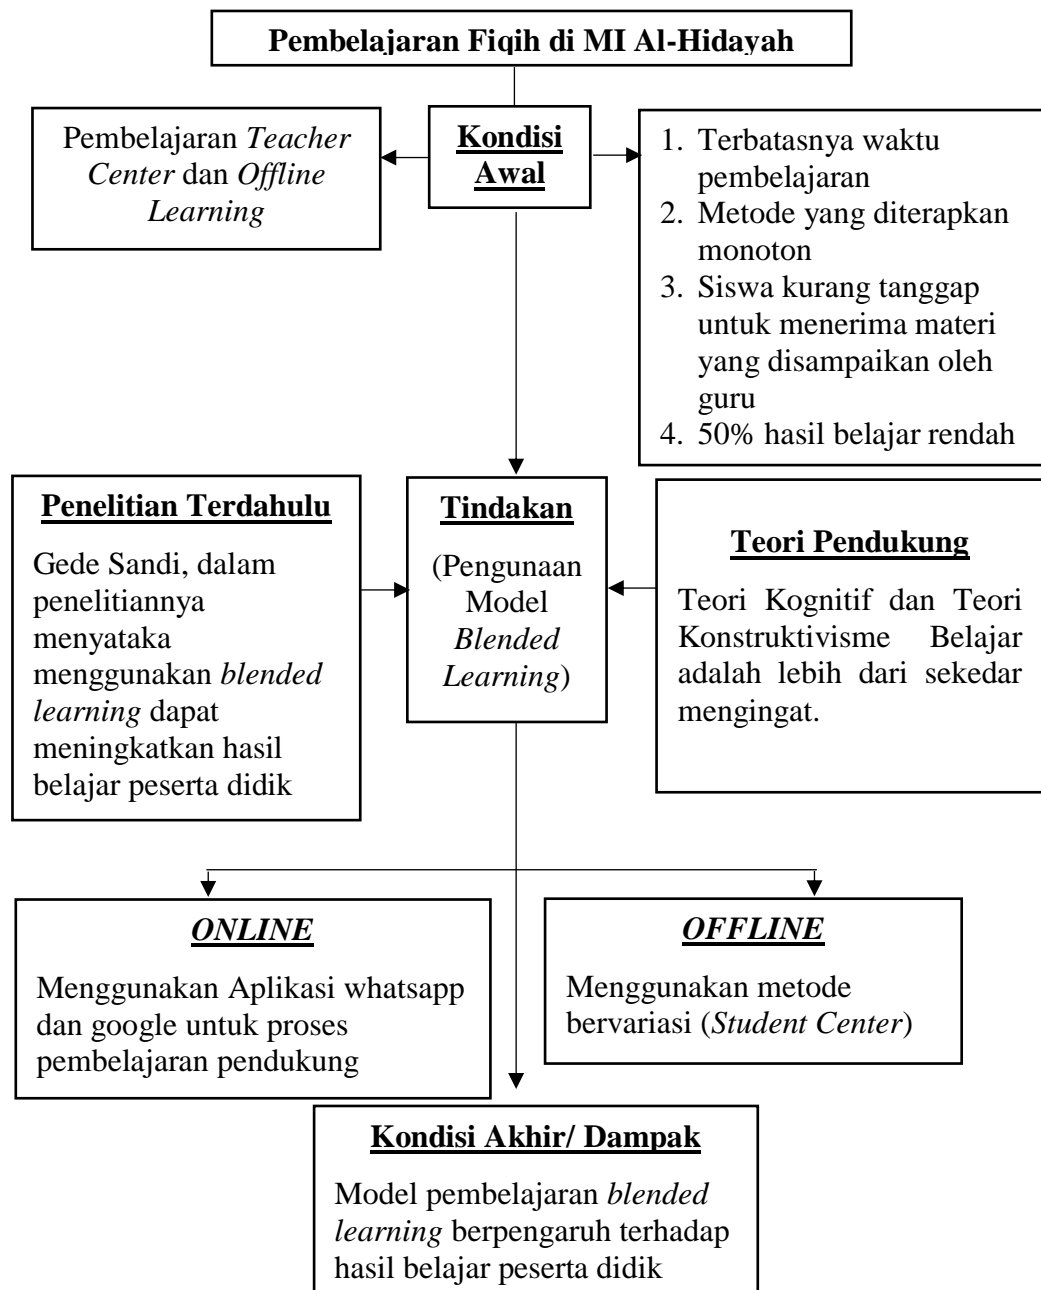 Pembelajaran Fiqih di MI Al-Hidayah
Pembelajaran Teacher
Center dan Offline
Learning
Kondisi
Awal
1. Terbatasnya waktu
pembelajaran
2. Metode yang diterapkan
monoton
3. Siswa kurang tanggap
untuk menerima materi
yang disampaikan oleh
guru
4. 50% hasil belajar rendah
Penelitian Terdahulu
Gede Sandi, dalam
penelitiannya
menyataka
menggunakan blended
learning dapat
meningkatkan hasil
belajar peserta didik
Tindakan
(Pengunaan
Model
Blended
Learning)
Teori Pendukung
Teori Kognitif dan Teori
Konstruktivisme Belajar
adalah lebih dari sekedar
mengingat.
ONLINE
Menggunakan Aplikasi whatsapp
dan google untuk proses
pembelajaran pendukung
OFFLINE
Menggunakan metode
bervariasi (Student Center)
Kondisi Akhir/ Dampak
Model pembelajaran blended
learning berpengaruh terhadap
hasil belajar peserta didik